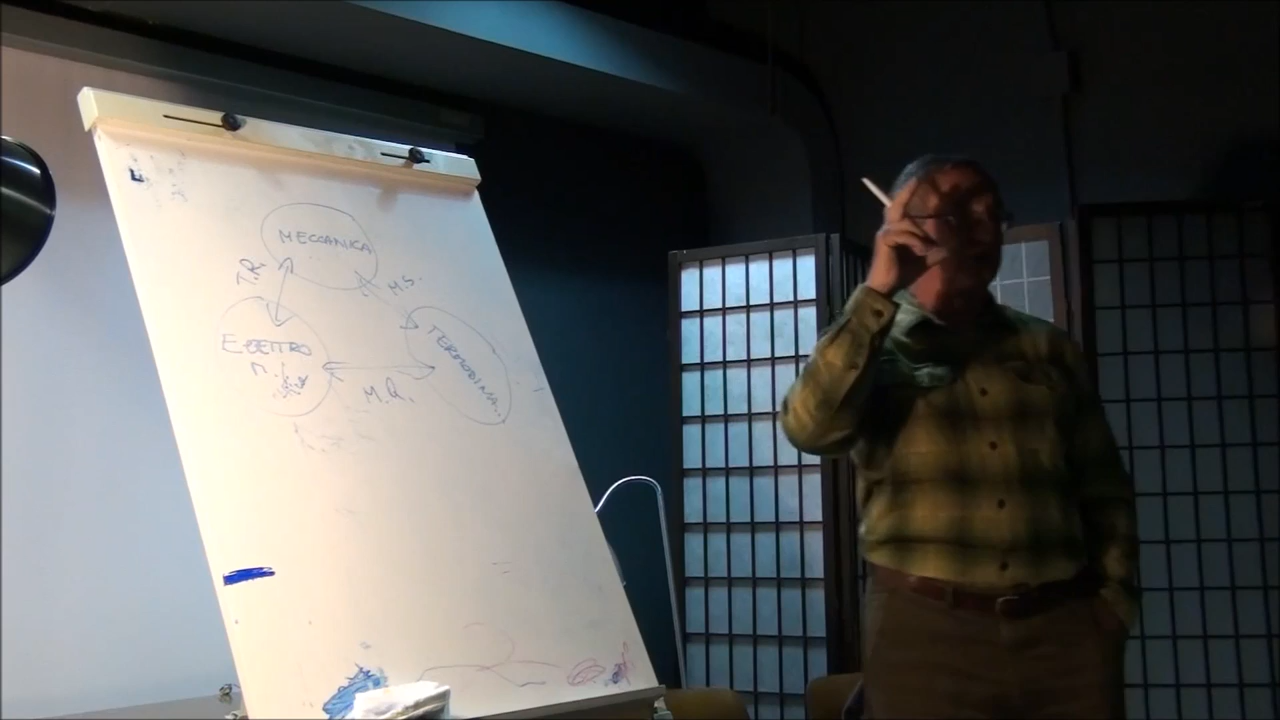 MECCANICA
T.R.
M.S.
ELETTRO
M.
TERMODINA...
M.Q.